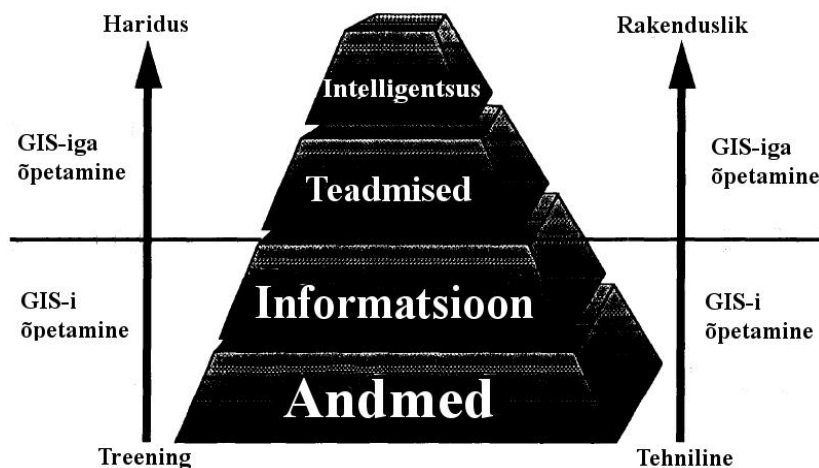 Haridus
Rakenduslik
Intelligentsus
GIS-iga
õpetamine
GIS-iga
õpetamine
Teadmised
Informatsioon
GIS-i
õpetamine
GIS-i
õpetamine
Andmed
Treening
Tehniline